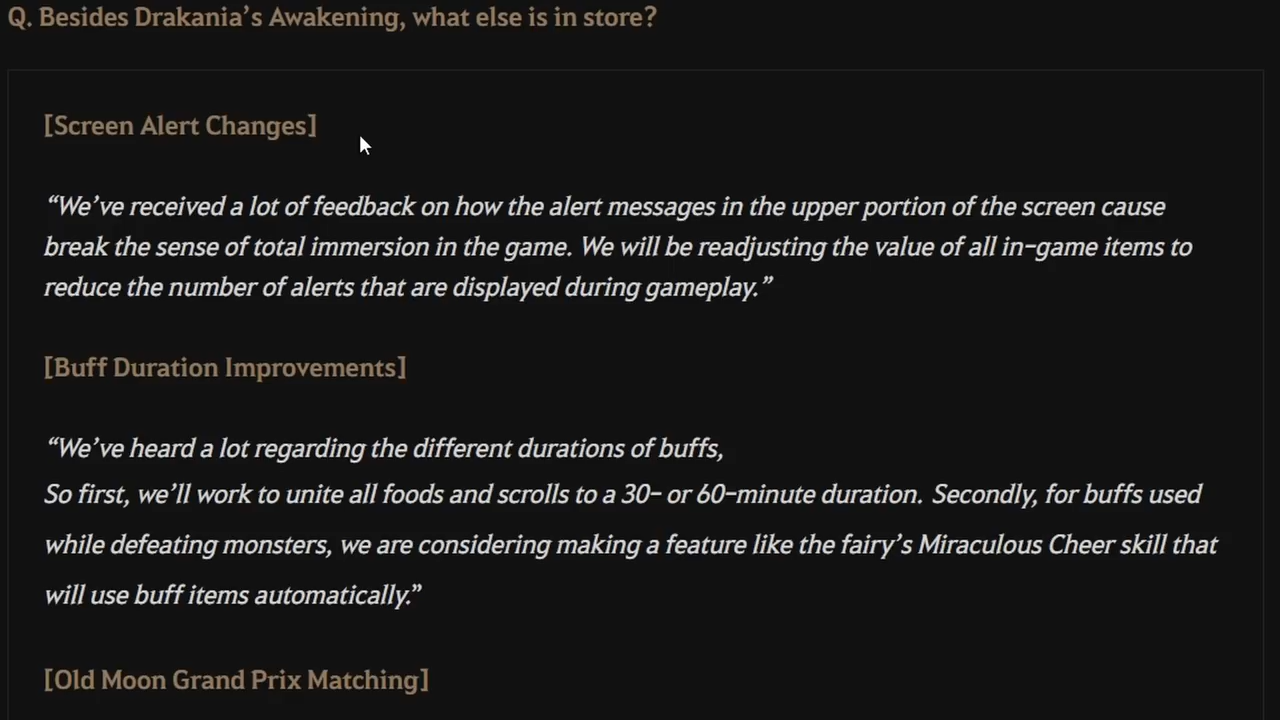 Q. Besides Drakania’s Awakening, what else is in store?
[Screen Alert Changes]
“We’ve received a lot of feedback on how the alert messages in the upper portion of the screen cause
break the sense of total immersion in the game. We will be readjusting the value of all in-game items to
reduce the number of alerts that are displayed during gameplay.”
[Buff Duration Improvements]
“We’ve heard a lot regarding the different durations of buffs,
So first, we’ll work to unite all foods and scrolls to a 30- or 60-minute duration. Secondly, for buffs used
while defeating monsters, we are considering making a feature like the fairy’s Miraculous Cheer skill that
will use buff items automatically.”
[Old Moon Grand Prix Matching]